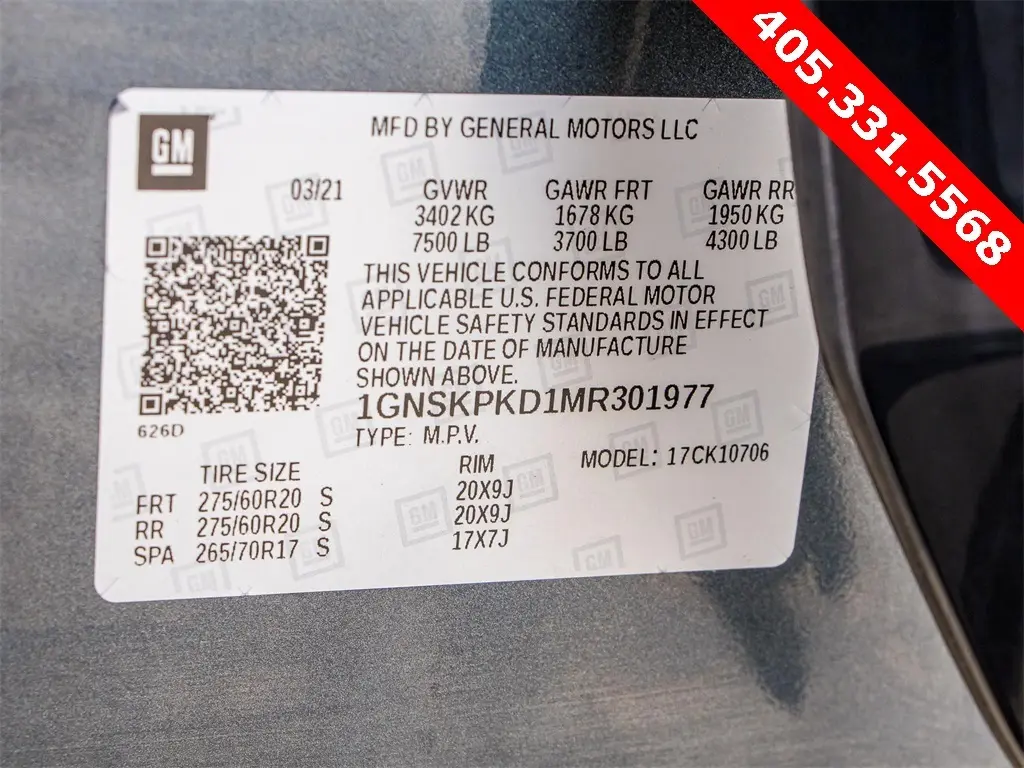 405.331.5568
GM
MFD BY GENERAL MOTORS LLC
03/21 GVWR GAWR FRT GAWR RR
3402 KG 1678 KG 1950 KG
7500 LB 3700 LB 4300 LB
THIS VEHICLE CONFORMS TO ALL
APPLICABLE U.S. FEDERAL MOTOR
VEHICLE SAFETY STANDARDS IN EFFECT
ON THE DATE OF MANUFACTURE
SHOWN ABOVE.
1GNSKPKD1MR301977
626D
TYPE: M.P.V.
MODEL: 17CK10706
TIRE SIZE RIM
FRT 275/60R20 S 20X9J
RR 275/60R20 S 20X9J
SPA 265/70R17 S 17X7J